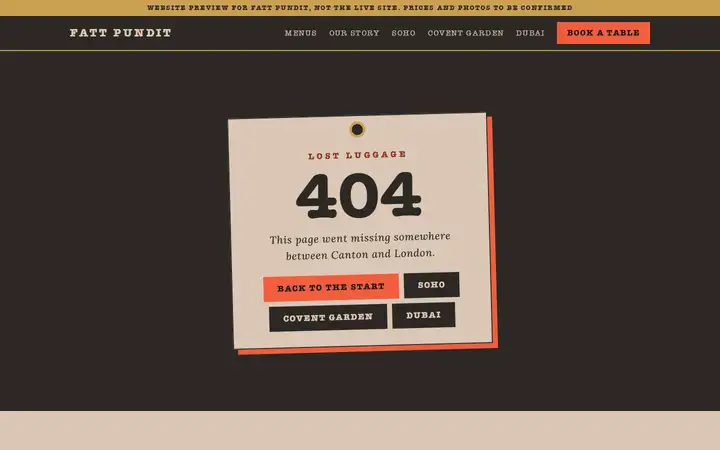 WEBSITE PREVIEW FOR FATT PUNDIT, NOT THE LIVE SITE. PRICES AND PHOTOS TO BE CONFIRMED
FATT PUNDIT MENUS OUR STORY SOHO COVENT GARDEN DUBAI BOOK A TABLE
LOST LUGGAGE
404
This page went missing somewhere
between Canton and London.
BACK TO THE START SOHO
COVENT GARDEN DUBAI